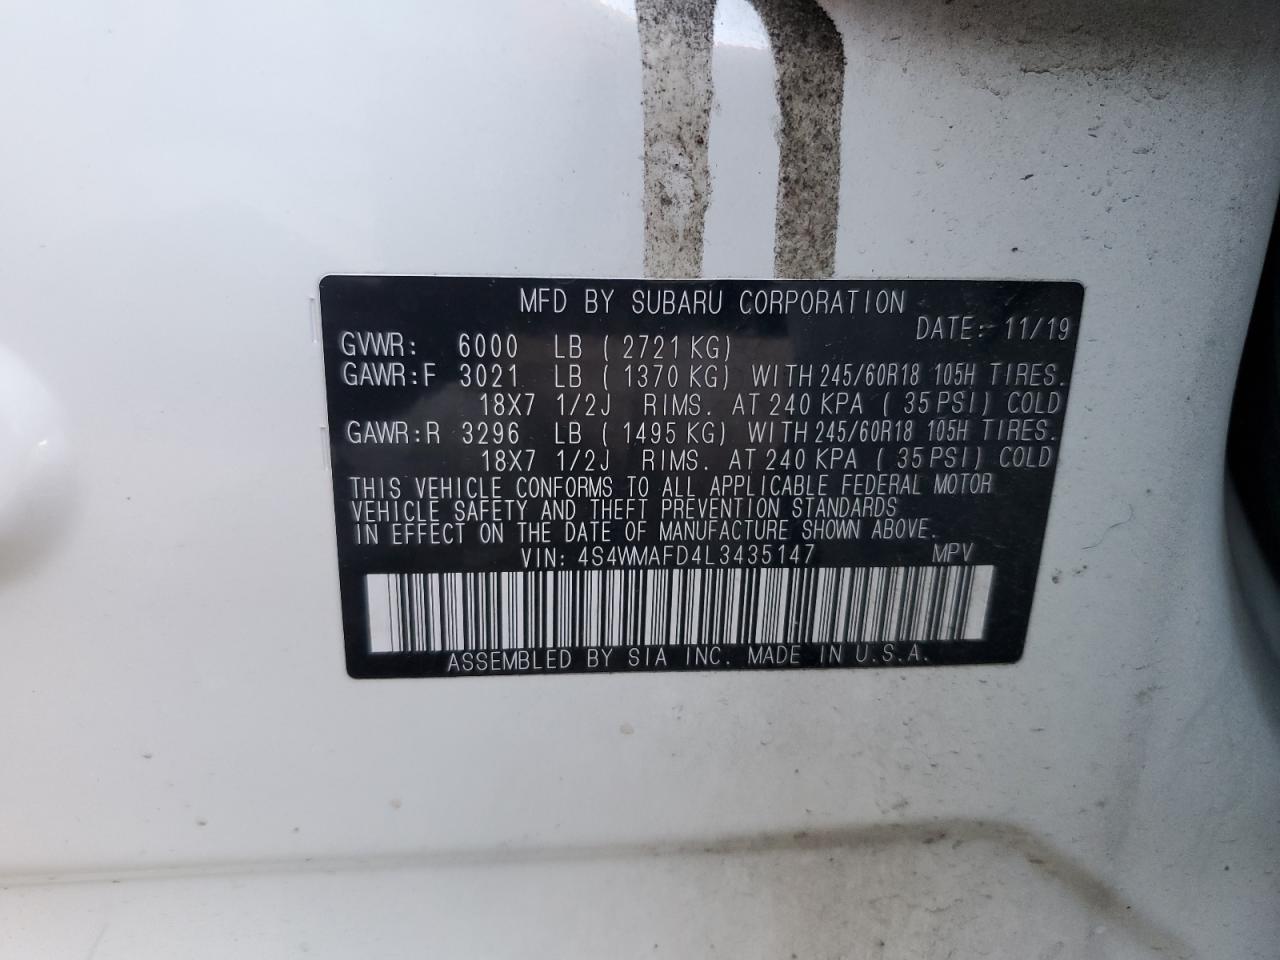 MFD BY SUBARU CORPORATION
DATE: 11/19
GVWR: 6000 LB ( 2721 KG)
GAWR:F 3021 LB ( 1370 KG) WITH 245/60R18 105H TIRES.
18X7 1/2J RIMS. AT 240 KPA ( 35 PSI) COLD
GAWR:R 3296 LB ( 1495 KG) WITH 245/60R18 105H TIRES.
18X7 1/2J RIMS. AT 240 KPA ( 35 PSI) COLD
THIS VEHICLE CONFORMS TO ALL APPLICABLE FEDERAL MOTOR
VEHICLE SAFETY AND THEFT PREVENTION STANDARDS
IN EFFECT ON THE DATE OF MANUFACTURE SHOWN ABOVE.
VIN: 4S4WMAFD4L3435147 MPV
ASSEMBLED BY SIA INC. MADE IN U.S.A.